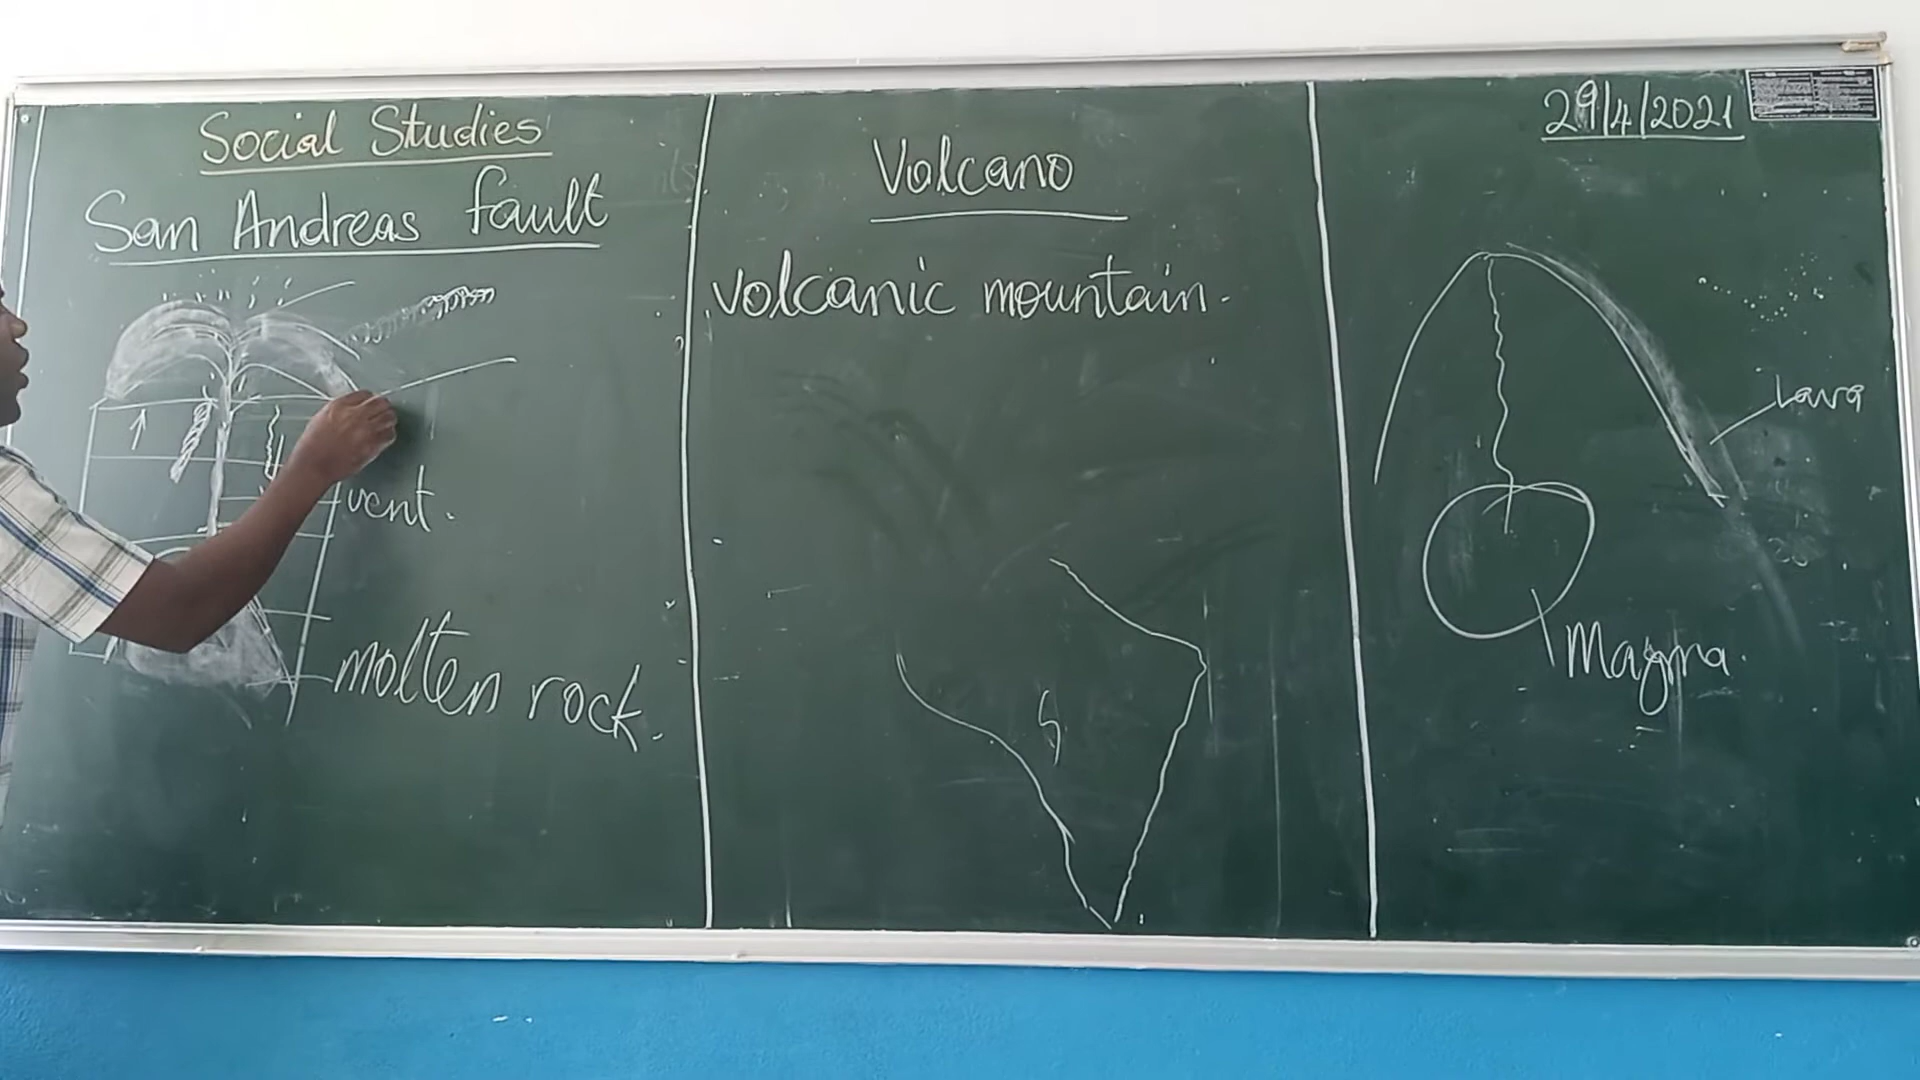 Social Studies
San Andreas fault
vent.
molten rock.
Volcano
volcanic mountain.
29/4/2021
Lava
Magma.